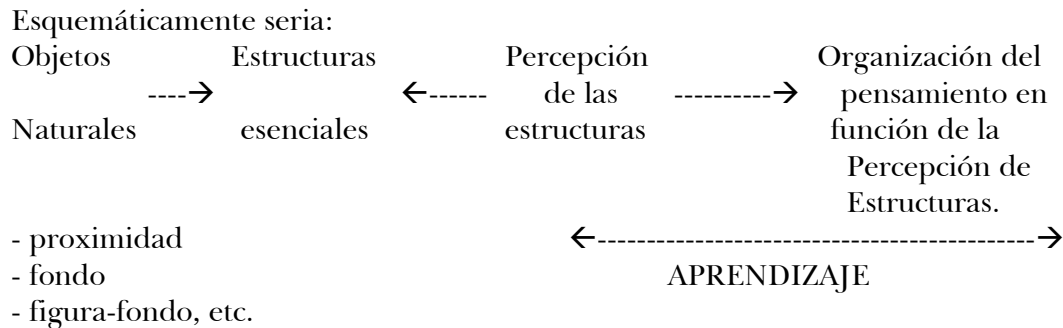 Esquemáticamente seria:
Objetos Estructuras Percepción Organización del
----→ ←------ de las ----------→ pensamiento en
Naturales esenciales estructuras función de la
Percepción de
Estructuras.
- proximidad ←---------------------------------------------→
- fondo APRENDIZAJE
- figura-fondo, etc.